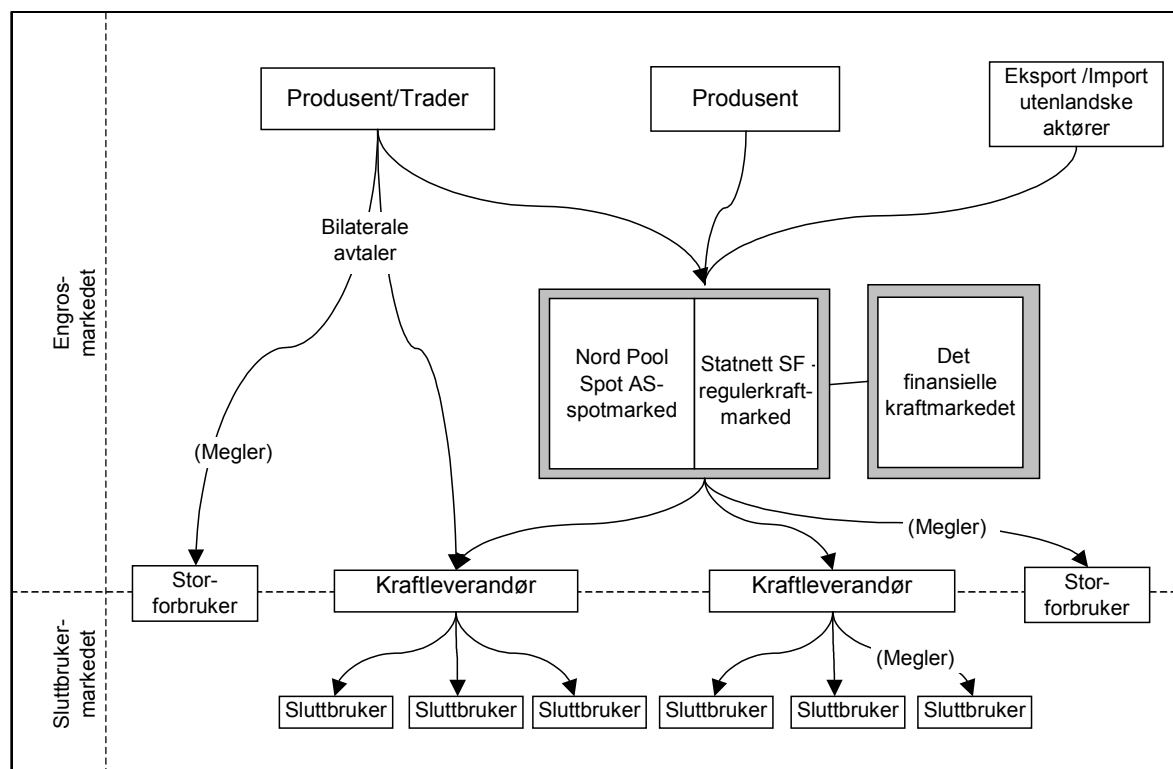 Produsent/Trader
Produsent
Eksport /Import
utenlandske
aktører
Bilaterale
avtaler
Engros-
markedet
Nord Pool
Spot AS-
spotmarked
Statnett SF -
regulerkraft-
marked
Det
finansielle
kraftmarkedet
(Megler)
(Megler)
Stor-
forbruker
Kraftleverandør
Kraftleverandør
Stor-
forbruker
Sluttbruker-
markedet
(Megler)
Sluttbruker
Sluttbruker
Sluttbruker
Sluttbruker
Sluttbruker
Sluttbruker